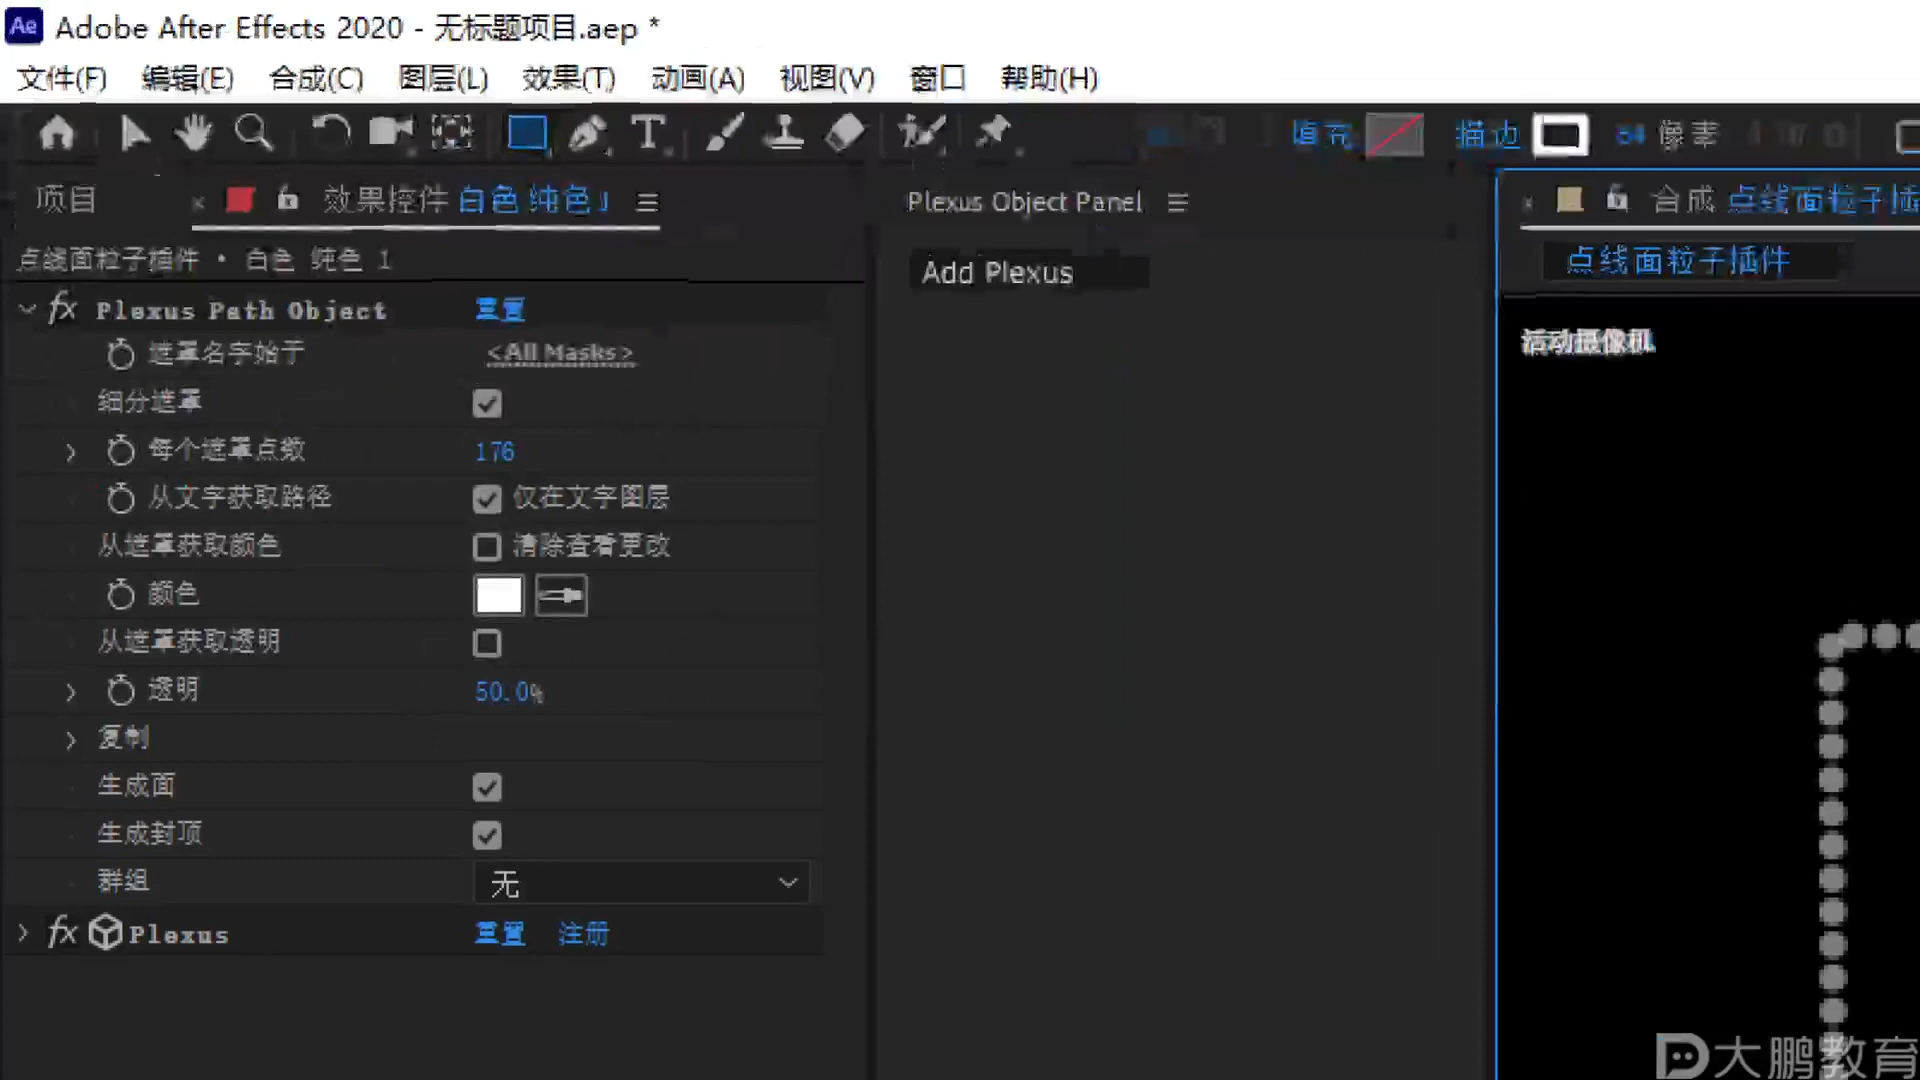 Ae Adobe After Effects 2020 - 无标题项目.aep *
文件(F) 编辑(E) 合成(C) 图层(L) 效果(T) 动画(A) 视图(V) 窗口 帮助(H)
填充 描边 像素
项目
效果控件 白色 纯色 1
点线面粒子插件 • 白色 纯色 1
fx Plexus Path Object 重置
遮罩名字始于 <All Masks>
细分遮罩
每个遮罩点数 176
从文字获取路径 仅在文字图层
从遮罩获取颜色 清除查看更改
颜色
从遮罩获取透明
透明 50.0%
复制
生成面
生成封顶
群组 无
fx Plexus 重置 注册
Plexus Object Panel
Add Plexus
合成 点线面粒子插
点线面粒子插件
活动摄像机
大鹏教育